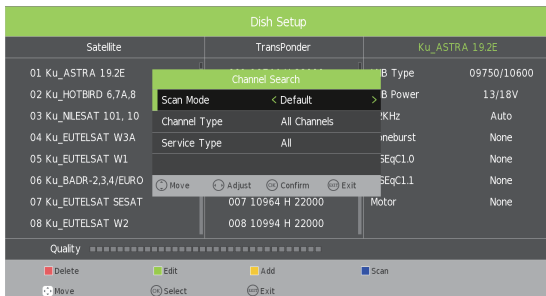 Dish Setup
Satellite TransPonder Ku_ASTRA 19.2E
01 Ku_ASTRA 19.2E Type 09750/10600
02 Ku_HOTBIRD 6,7A,8 Power 13/18V
03 Ku_NILESAT 101, 10 Auto
04 Ku_EUTELSAT W3A None
05 Ku_EUTELSAT W1 None
06 Ku_BADR-2,3,4/EURO None
07 Ku_EUTELSAT SESAT 007 10964 H 22000 Motor None
08 Ku_EUTELSAT W2 008 10994 H 22000
Channel Search
Scan Mode < Default >
Channel Type All Channels
Service Type All
Move Adjust OK Confirm EXIT Exit
Quality
Delete Edit Add Scan
Move OK Select EXIT Exit